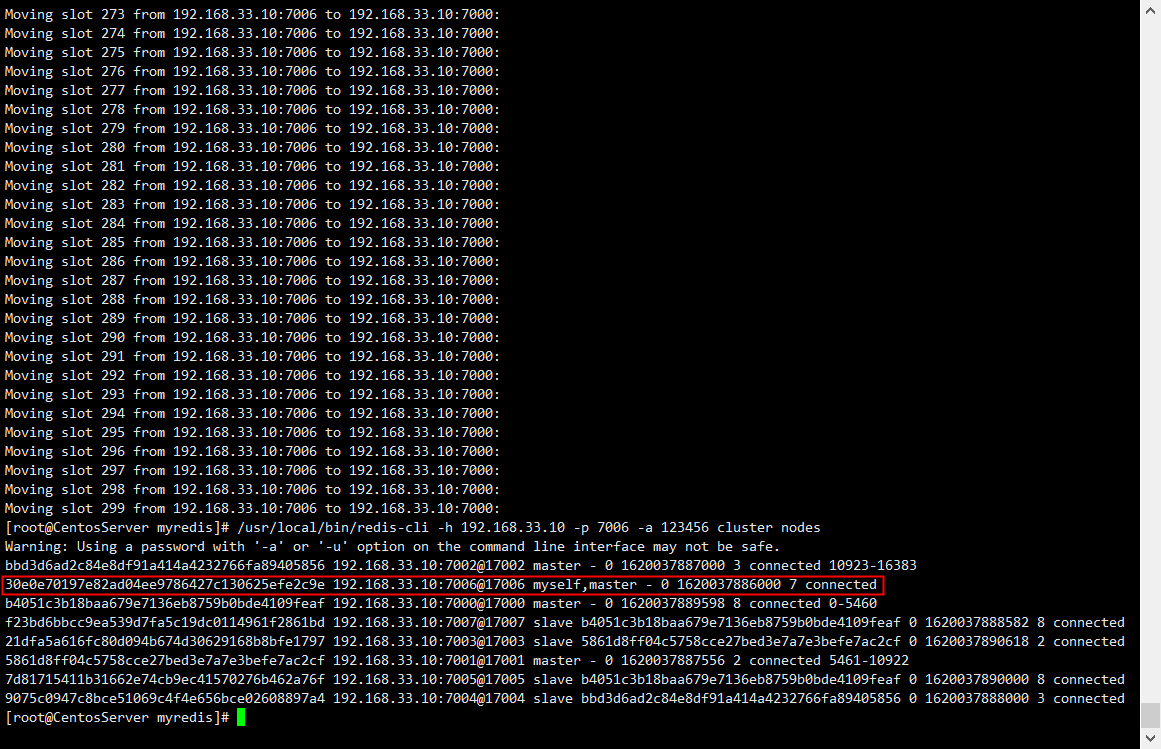 Moving slot 273 from 192.168.33.10:7006 to 192.168.33.10:7000:
Moving slot 274 from 192.168.33.10:7006 to 192.168.33.10:7000:
Moving slot 275 from 192.168.33.10:7006 to 192.168.33.10:7000:
Moving slot 276 from 192.168.33.10:7006 to 192.168.33.10:7000:
Moving slot 277 from 192.168.33.10:7006 to 192.168.33.10:7000:
Moving slot 278 from 192.168.33.10:7006 to 192.168.33.10:7000:
Moving slot 279 from 192.168.33.10:7006 to 192.168.33.10:7000:
Moving slot 280 from 192.168.33.10:7006 to 192.168.33.10:7000:
Moving slot 281 from 192.168.33.10:7006 to 192.168.33.10:7000:
Moving slot 282 from 192.168.33.10:7006 to 192.168.33.10:7000:
Moving slot 283 from 192.168.33.10:7006 to 192.168.33.10:7000:
Moving slot 284 from 192.168.33.10:7006 to 192.168.33.10:7000:
Moving slot 285 from 192.168.33.10:7006 to 192.168.33.10:7000:
Moving slot 286 from 192.168.33.10:7006 to 192.168.33.10:7000:
Moving slot 287 from 192.168.33.10:7006 to 192.168.33.10:7000:
Moving slot 288 from 192.168.33.10:7006 to 192.168.33.10:7000:
Moving slot 289 from 192.168.33.10:7006 to 192.168.33.10:7000:
Moving slot 290 from 192.168.33.10:7006 to 192.168.33.10:7000:
Moving slot 291 from 192.168.33.10:7006 to 192.168.33.10:7000:
Moving slot 292 from 192.168.33.10:7006 to 192.168.33.10:7000:
Moving slot 293 from 192.168.33.10:7006 to 192.168.33.10:7000:
Moving slot 294 from 192.168.33.10:7006 to 192.168.33.10:7000:
Moving slot 295 from 192.168.33.10:7006 to 192.168.33.10:7000:
Moving slot 296 from 192.168.33.10:7006 to 192.168.33.10:7000:
Moving slot 297 from 192.168.33.10:7006 to 192.168.33.10:7000:
Moving slot 298 from 192.168.33.10:7006 to 192.168.33.10:7000:
Moving slot 299 from 192.168.33.10:7006 to 192.168.33.10:7000:
[root@CentosServer myredis]# /usr/local/bin/redis-cli -h 192.168.33.10 -p 7006 -a 123456 cluster nodes
Warning: Using a password with '-a' or '-u' option on the command line interface may not be safe.
bbd3d6ad2c84e8df91a414a4232766fa89405856 192.168.33.10:7002@17002 master - 0 1620037887000 3 connected 10923-16383
30e0e70197e82ad04ee9786427c130625efe2c9e 192.168.33.10:7006@17006 myself,master - 0 1620037886000 7 connected
b4051c3b18baa679e7136eb8759b0bde4109feaf 192.168.33.10:7000@17000 master - 0 1620037889598 8 connected 0-5460
f23bd6bbcc9ea539d7fa5c19dc0114961f2861bd 192.168.33.10:7007@17007 slave b4051c3b18baa679e7136eb8759b0bde4109feaf 0 1620037888582 8 connected
21dfa5a616fc80d094b674d30629168b8bfe1797 192.168.33.10:7003@17003 slave 5861d8ff04c5758cce27bed3e7a7e3befe7ac2cf 0 1620037890618 2 connected
5861d8ff04c5758cce27bed3e7a7e3befe7ac2cf 192.168.33.10:7001@17001 master - 0 1620037887556 2 connected 5461-10922
7d81715411b31662e74cb9ec41570276b462a76f 192.168.33.10:7005@17005 slave b4051c3b18baa679e7136eb8759b0bde4109feaf 0 1620037890000 8 connected
9075c0947c8bce51069c4f4e656bce02608897a4 192.168.33.10:7004@17004 slave bbd3d6ad2c84e8df91a414a4232766fa89405856 0 1620037888000 3 connected
[root@CentosServer myredis]#